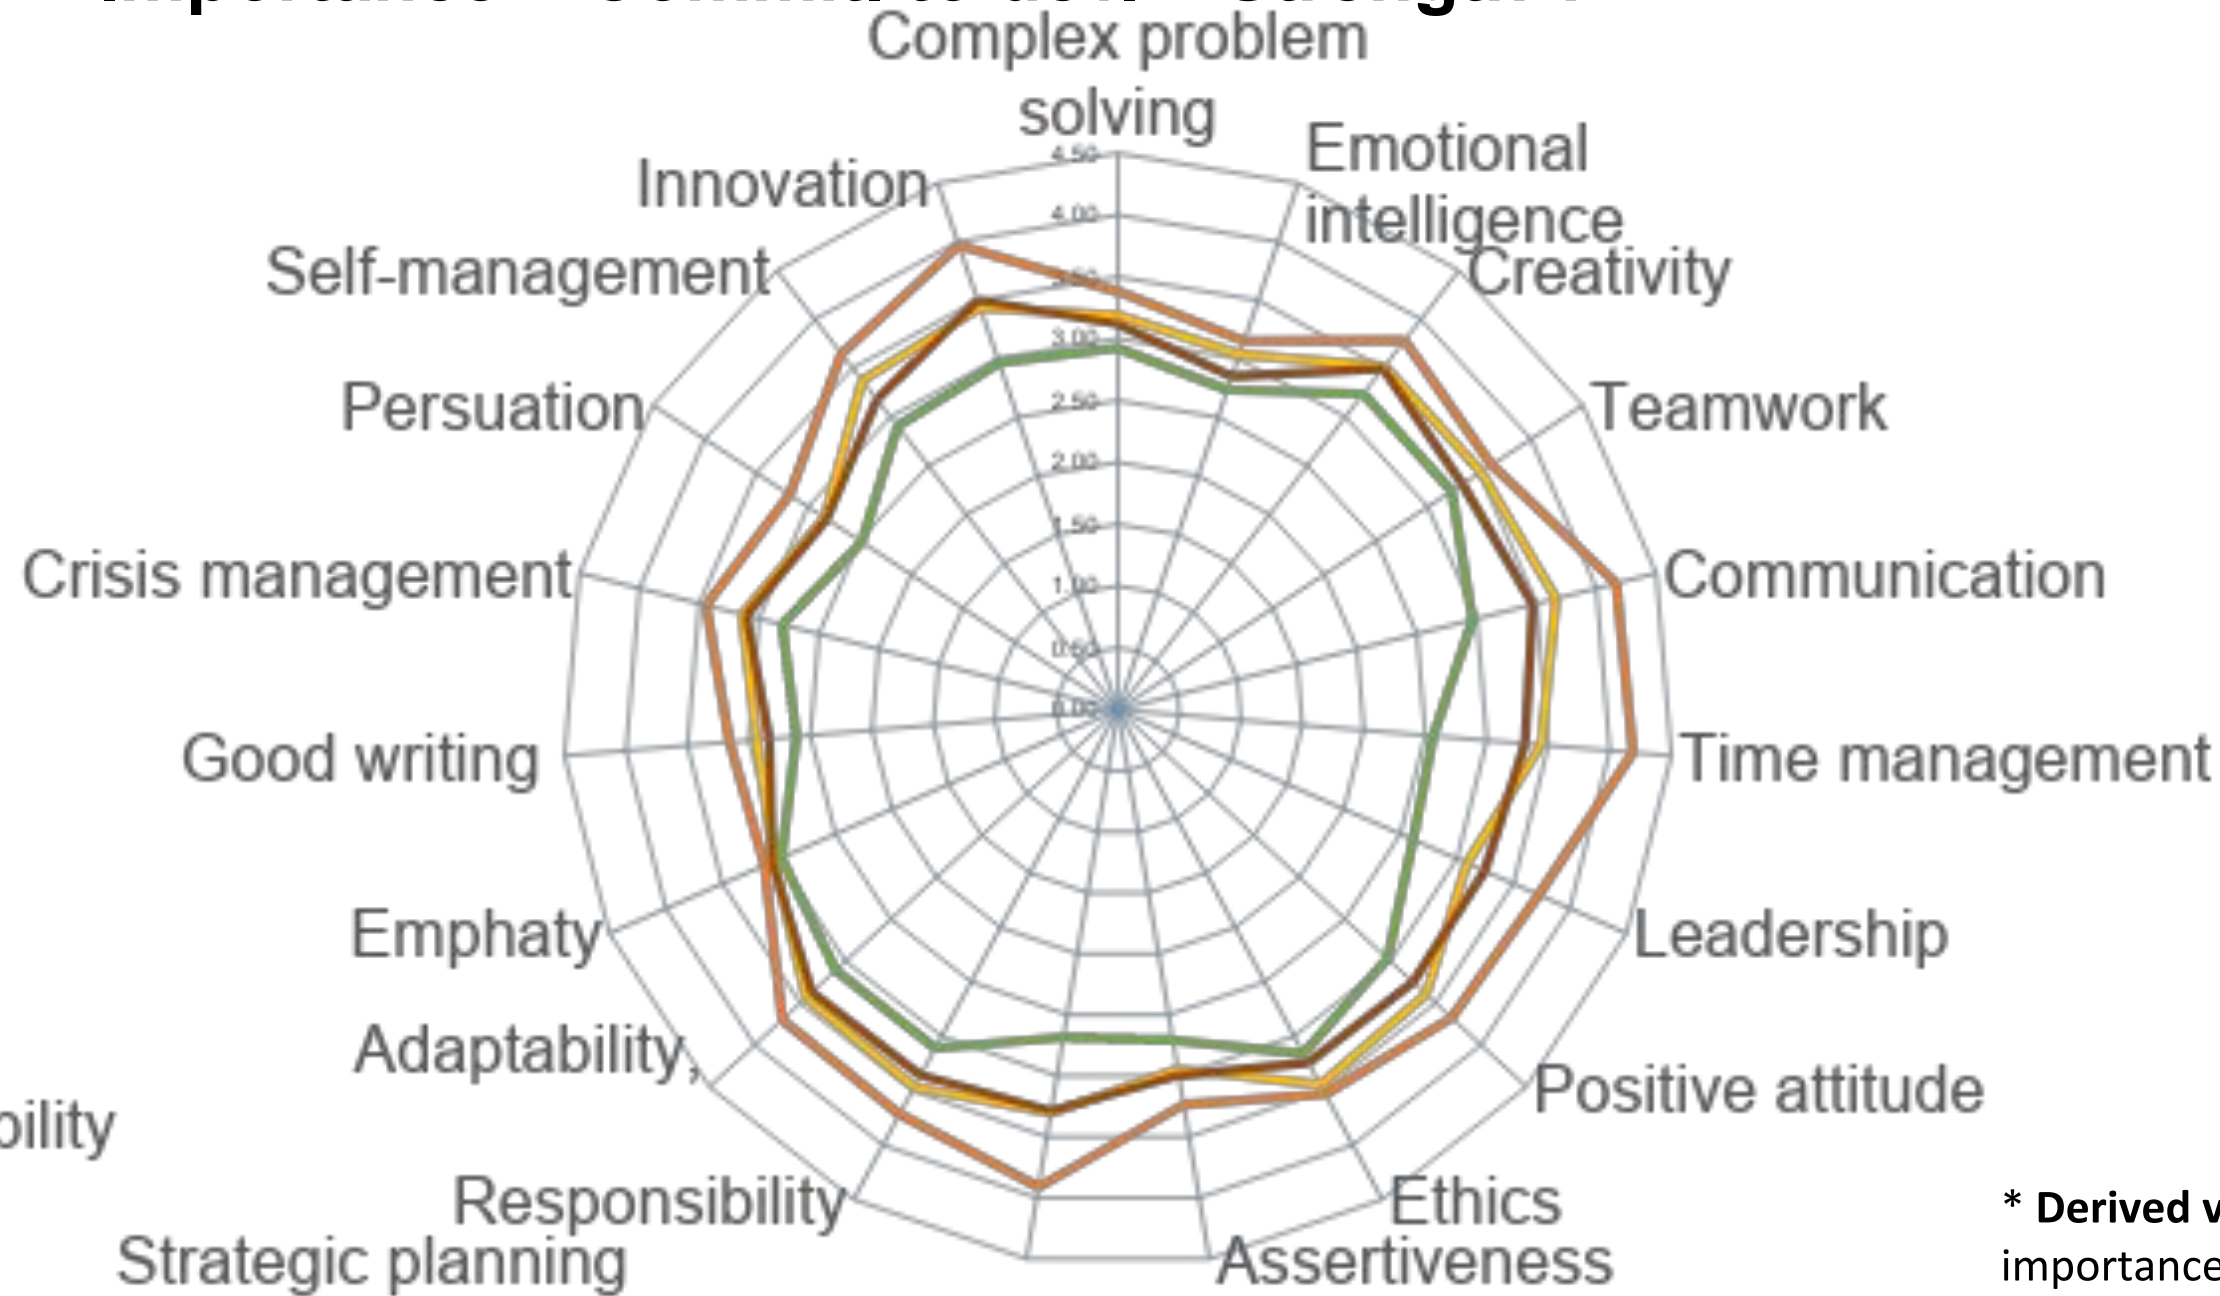 Complex problem
solving
Emotional
intelligence
Creativity
Teamwork
Communication
Time management
Leadership
Positive attitude
Ethics
Assertiveness
Strategic planning
Responsibility
Adaptability,
Emphaty
Good writing
Crisis management
Persuation
Self-management
Innovation
4.50
4.00
3.00
2.50
2.00
1.50
1.00
0.50
0.00
bility
* Derived v
importance